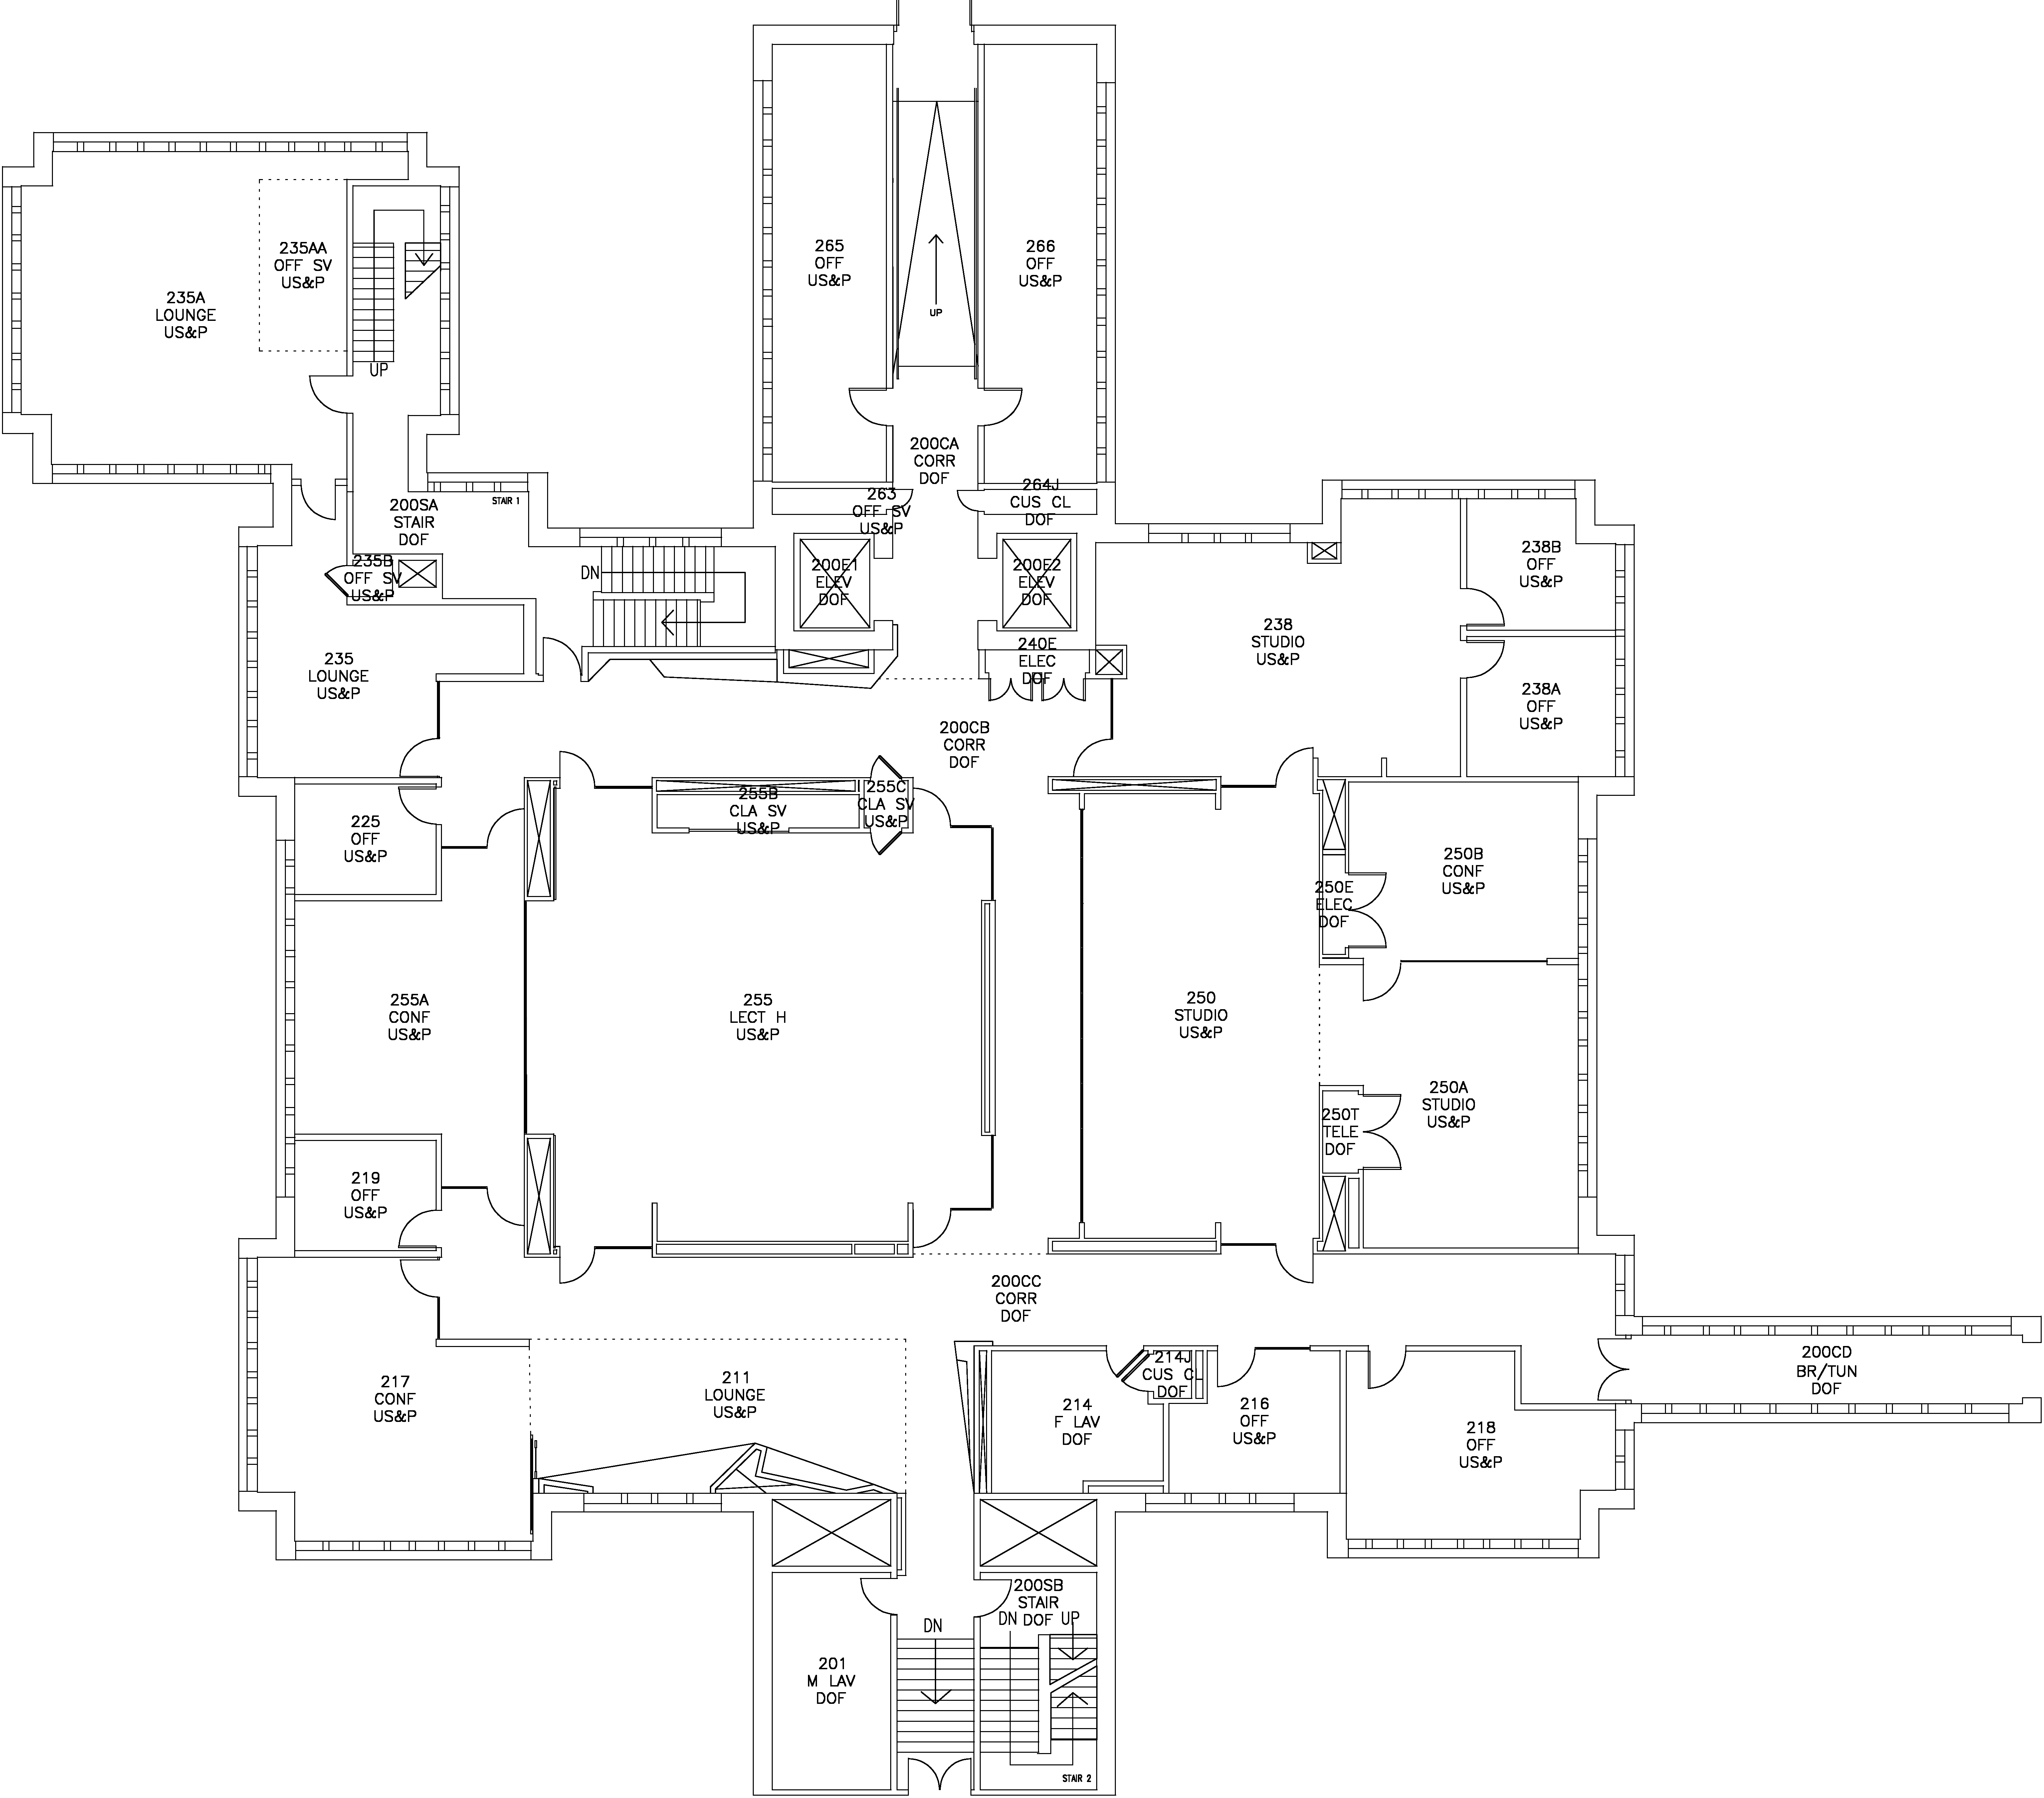 265
OFF
US&P
266
OFF
US&P
UP
235AA
OFF SV
US&P
235A
LOUNGE
US&P
UP
200CA
CORR
DOF
263
OFF SV
US&P
264J
CUS CL
DOF
STAIR 1
200SA
STAIR
DOF
235B
OFF SV
US&P
DN
200E1
ELEV
DOF
200E2
ELEV
DOF
238B
OFF
US&P
238
STUDIO
US&P
240E
ELEC
DOF
235
LOUNGE
US&P
238A
OFF
US&P
200CB
CORR
DOF
255B
CLA SV
US&P
255C
CLA SV
US&P
225
OFF
US&P
250B
CONF
US&P
250E
ELEC
DOF
255A
CONF
US&P
255
LECT H
US&P
250
STUDIO
US&P
250A
STUDIO
US&P
250T
TELE
DOF
219
OFF
US&P
200CC
CORR
DOF
200CD
BR/TUN
DOF
217
CONF
US&P
211
LOUNGE
US&P
214J
CUS CL
DOF
214
F LAV
DOF
216
OFF
US&P
218
OFF
US&P
200SB
STAIR
DOF
DN
DN
UP
201
M LAV
DOF
STAIR 2